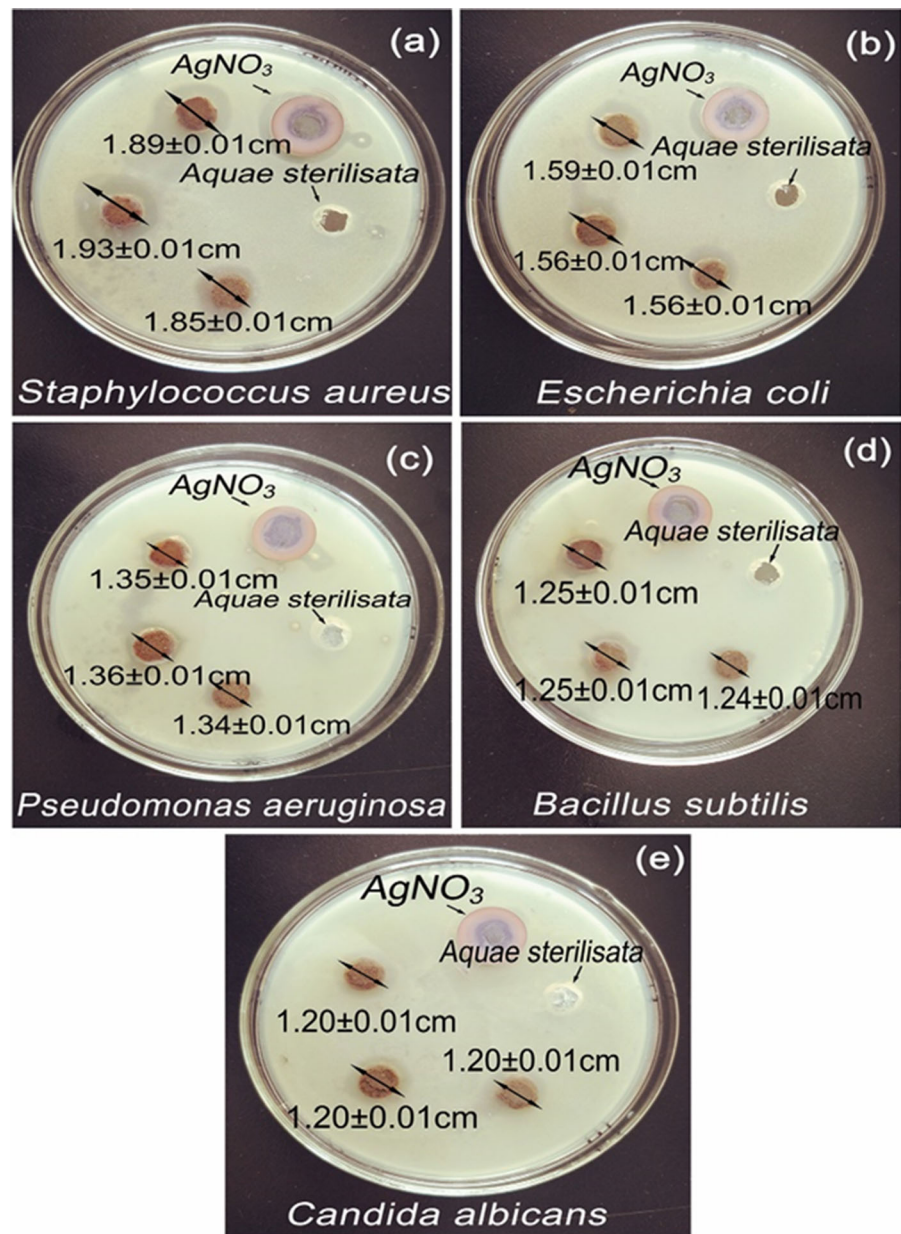 (a)
AgNO₃
1.89±0.01cm
Aquae sterilisata
1.93±0.01cm
1.85±0.01cm
Staphylococcus aureus
(b)
AgNO₃
Aquae sterilisata
1.59±0.01cm
1.56±0.01cm
1.56±0.01cm
Escherichia coli
(c)
AgNO₃
1.35±0.01cm
Aquae sterilisata
1.36±0.01cm
1.34±0.01cm
Pseudomonas aeruginosa
(d)
AgNO₃
Aquae sterilisata
1.25±0.01cm
1.25±0.01cm
1.24±0.01cm
Bacillus subtilis
(e)
AgNO₃
Aquae sterilisata
1.20±0.01cm
1.20±0.01cm
1.20±0.01cm
Candida albicans